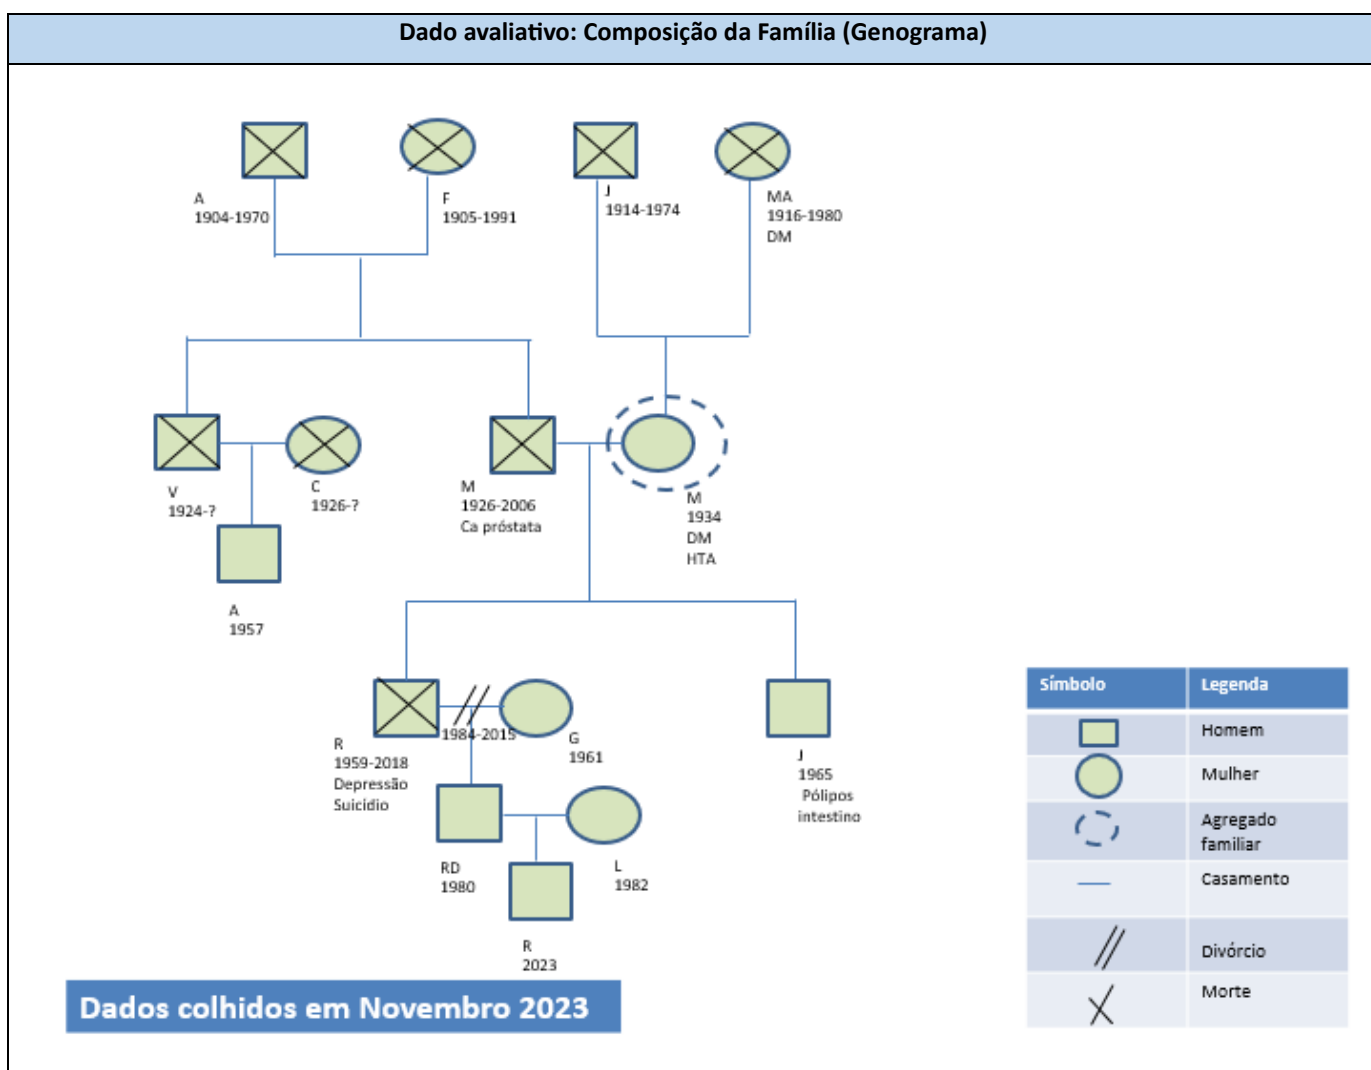 Dado avaliativo: Composição da Família (Genograma)
A
1904-1970
F
1905-1991
J
1914-1974
MA
1916-1980
DM
V
1924-?
C
1926-?
M
1926-2006
Ca próstata
M
1934
DM
HTA
A
1957
R
1959-2018
Depressão
Suicídio
1984-2015
G
1961
J
1965
Pólipos
intestino
RD
1980
L
1982
R
2023
Símbolo Legenda
Homem
Mulher
Agregado
familiar
Casamento
Divórcio
Morte
Dados colhidos em Novembro 2023